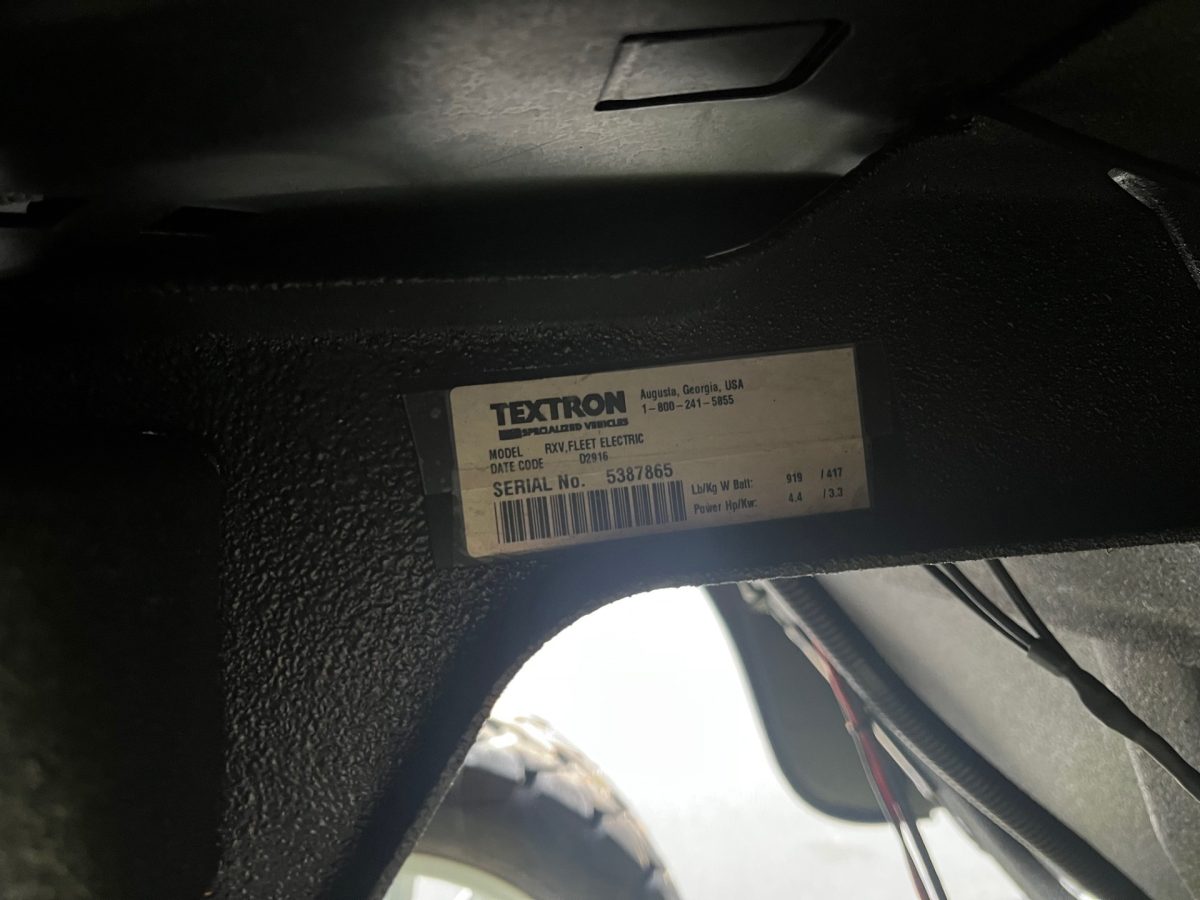 TEXTRON
SPECIALIZED VEHICLES
Augusta, Georgia, USA
1-800-241-5855
MODEL RXV,FLEET ELECTRIC
DATE CODE D2916
SERIAL No. 5387865
Lb/Kg W Batt: 919 /417
Power Hp/Kw: 4.4 /3.3